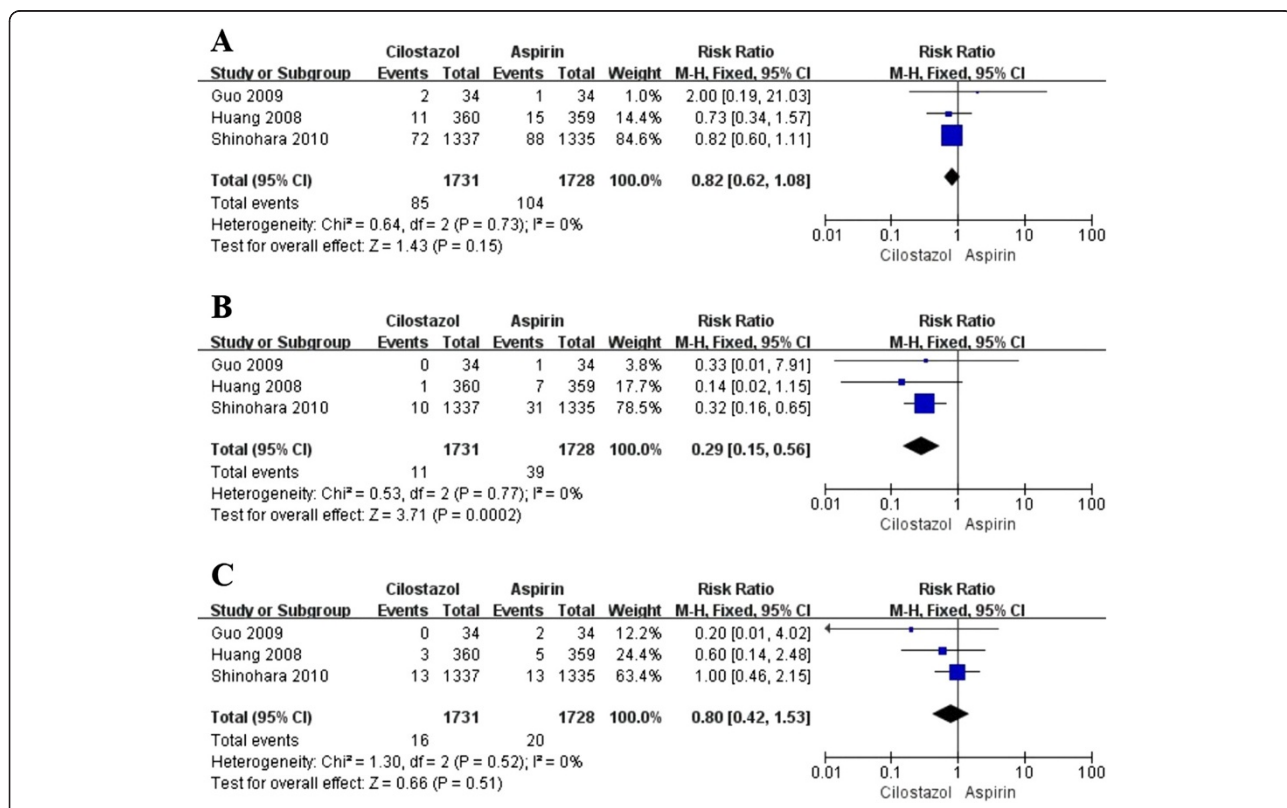 A
Cilostazol Aspirin Risk Ratio Risk Ratio
Study or Subgroup Events Total Events Total Weight M-H, Fixed, 95% CI M-H, Fixed, 95% CI
Guo 2009 2 34 1 34 1.0% 2.00 [0.19, 21.03]
Huang 2008 11 360 15 359 14.4% 0.73 [0.34, 1.57]
Shinohara 2010 72 1337 88 1335 84.6% 0.82 [0.60, 1.11]
Total (95% CI) 1731 1728 100.0% 0.82 [0.62, 1.08]
Total events 85 104
Heterogeneity: Chi² = 0.64, df = 2 (P = 0.73); I² = 0%
Test for overall effect: Z = 1.43 (P = 0.15)
0.01 0.1 1 10 100
Cilostazol Aspirin
B
Cilostazol Aspirin Risk Ratio Risk Ratio
Study or Subgroup Events Total Events Total Weight M-H, Fixed, 95% CI M-H, Fixed, 95% CI
Guo 2009 0 34 1 34 3.8% 0.33 [0.01, 7.91]
Huang 2008 1 360 7 359 17.7% 0.14 [0.02, 1.15]
Shinohara 2010 10 1337 31 1335 78.5% 0.32 [0.16, 0.65]
Total (95% CI) 1731 1728 100.0% 0.29 [0.15, 0.56]
Total events 11 39
Heterogeneity: Chi² = 0.53, df = 2 (P = 0.77); I² = 0%
Test for overall effect: Z = 3.71 (P = 0.0002)
0.01 0.1 1 10 100
Cilostazol Aspirin
C
Cilostazol Aspirin Risk Ratio Risk Ratio
Study or Subgroup Events Total Events Total Weight M-H, Fixed, 95% CI M-H, Fixed, 95% CI
Guo 2009 0 34 2 34 12.2% 0.20 [0.01, 4.02]
Huang 2008 3 360 5 359 24.4% 0.60 [0.14, 2.48]
Shinohara 2010 13 1337 13 1335 63.4% 1.00 [0.46, 2.15]
Total (95% CI) 1731 1728 100.0% 0.80 [0.42, 1.53]
Total events 16 20
Heterogeneity: Chi² = 1.30, df = 2 (P = 0.52); I² = 0%
Test for overall effect: Z = 0.66 (P = 0.51)
0.01 0.1 1 10 100
Cilostazol Aspirin